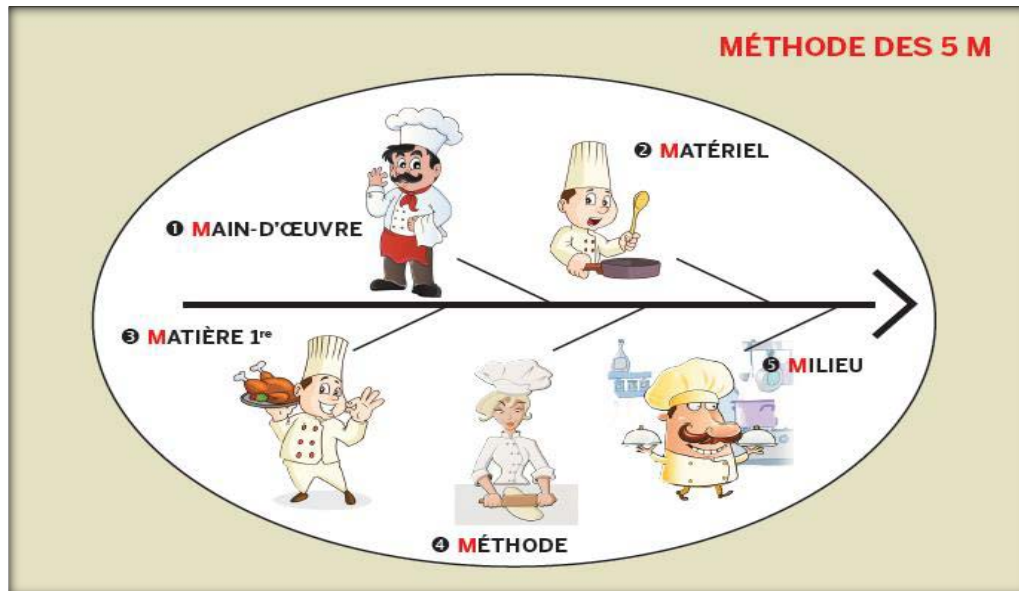 MÉTHODE DES 5 M
❶ MAIN-D'ŒUVRE
❷ MATÉRIEL
❸ MATIÈRE 1re
❹ MÉTHODE
❺ MILIEU